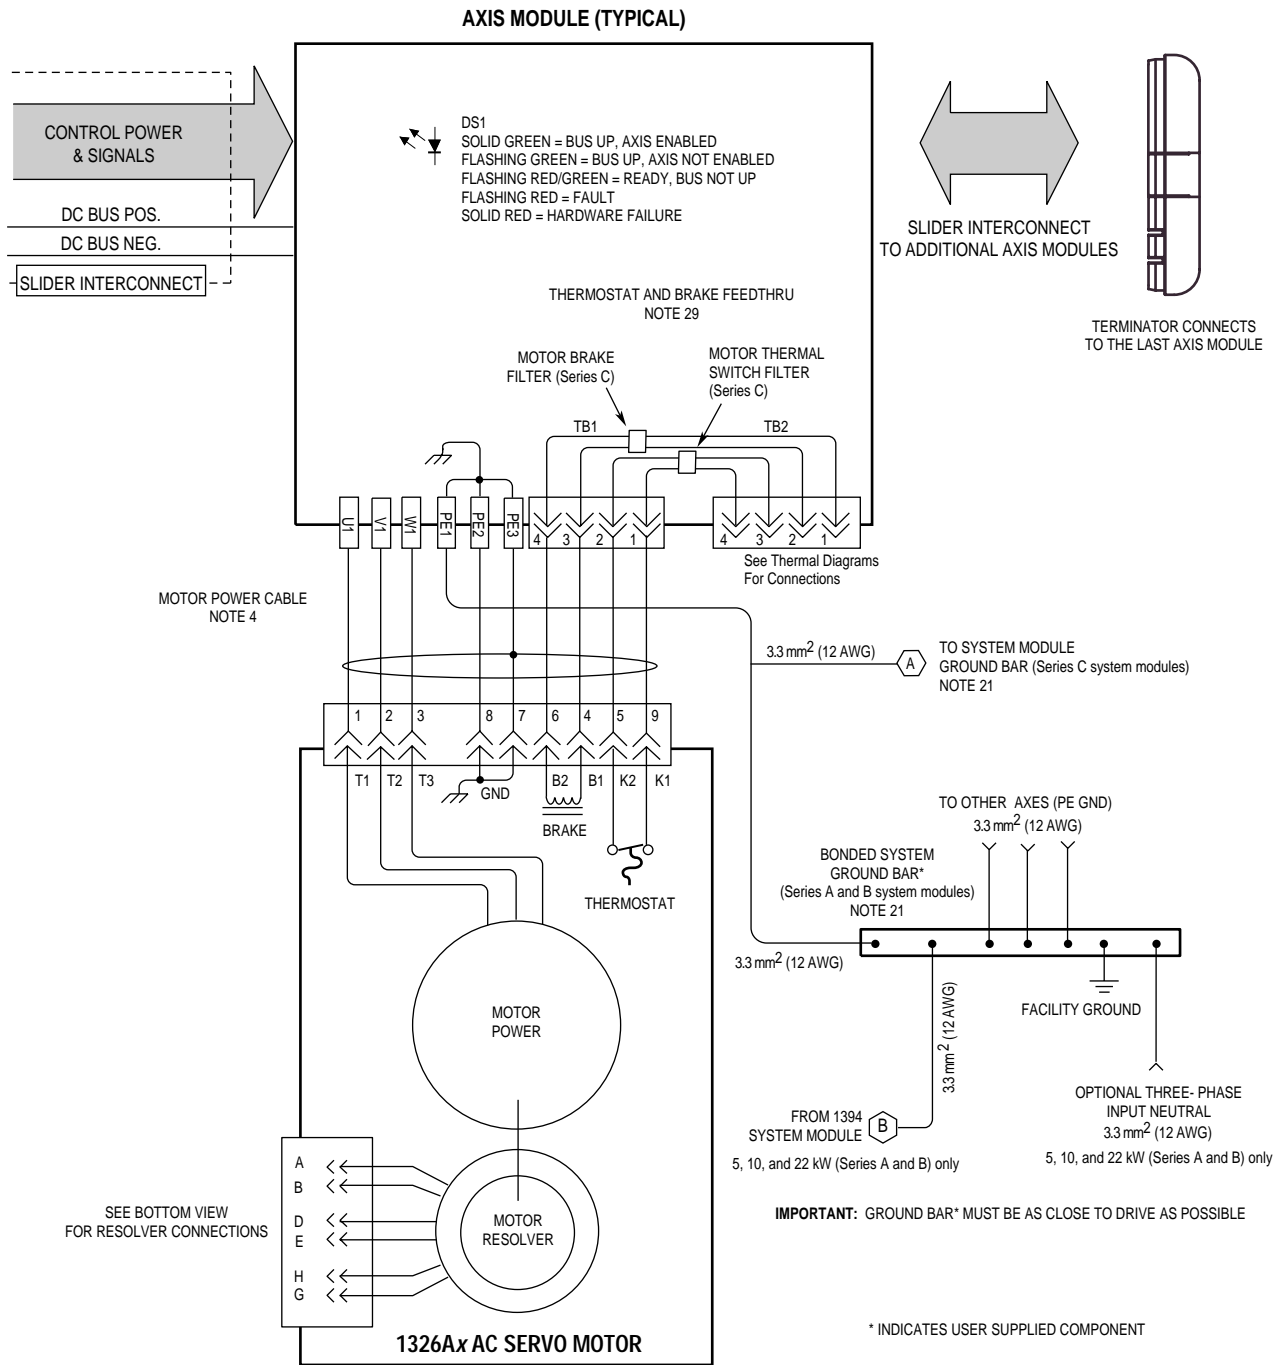 AXIS MODULE (TYPICAL)
CONTROL POWER
& SIGNALS
DC BUS POS.
DC BUS NEG.
SLIDER INTERCONNECT
DS1
SOLID GREEN = BUS UP, AXIS ENABLED
FLASHING GREEN = BUS UP, AXIS NOT ENABLED
FLASHING RED/GREEN = READY, BUS NOT UP
FLASHING RED = FAULT
SOLID RED = HARDWARE FAILURE
SLIDER INTERCONNECT
TO ADDITIONAL AXIS MODULES
TERMINATOR CONNECTS
TO THE LAST AXIS MODULE
THERMOSTAT AND BRAKE FEEDTHRU
NOTE 29
MOTOR BRAKE
FILTER (Series C)
MOTOR THERMAL
SWITCH FILTER
(Series C)
TB1
TB2
U1 V1 W1 PE1 PE2 PE3
4 3 2 1
4 3 2 1
See Thermal Diagrams
For Connections
MOTOR POWER CABLE
NOTE 4
3.3 mm2 (12 AWG)
A
TO SYSTEM MODULE
GROUND BAR (Series C system modules)
NOTE 21
1 2 3 8 7 6 4 5 9
T1 T2 T3 GND B2 B1 K2 K1
BRAKE
THERMOSTAT
TO OTHER AXES (PE GND)
3.3 mm2 (12 AWG)
BONDED SYSTEM
GROUND BAR*
(Series A and B system modules)
NOTE 21
3.3 mm2 (12 AWG)
3.3 mm2 (12 AWG)
FACILITY GROUND
MOTOR
POWER
FROM 1394
SYSTEM MODULE
B
5, 10, and 22 kW (Series A and B) only
OPTIONAL THREE- PHASE
INPUT NEUTRAL
3.3 mm2 (12 AWG)
5, 10, and 22 kW (Series A and B) only
SEE BOTTOM VIEW
FOR RESOLVER CONNECTIONS
A
B
D
E
H
G
MOTOR
RESOLVER
IMPORTANT: GROUND BAR* MUST BE AS CLOSE TO DRIVE AS POSSIBLE
1326Ax AC SERVO MOTOR
* INDICATES USER SUPPLIED COMPONENT